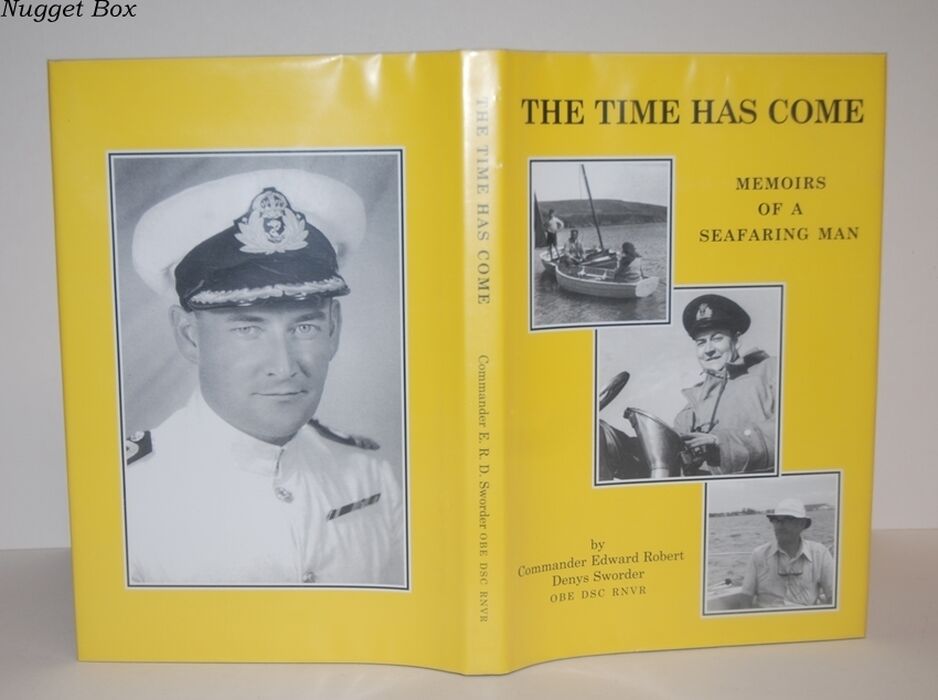 Nugget Box
THE TIME HAS COME
Commander E. R. D. Sworder OBE DSC RNVR
THE TIME HAS COME
MEMOIRS
OF A
SEAFARING MAN
by
Commander Edward Robert
Denys Sworder
OBE DSC RNVR